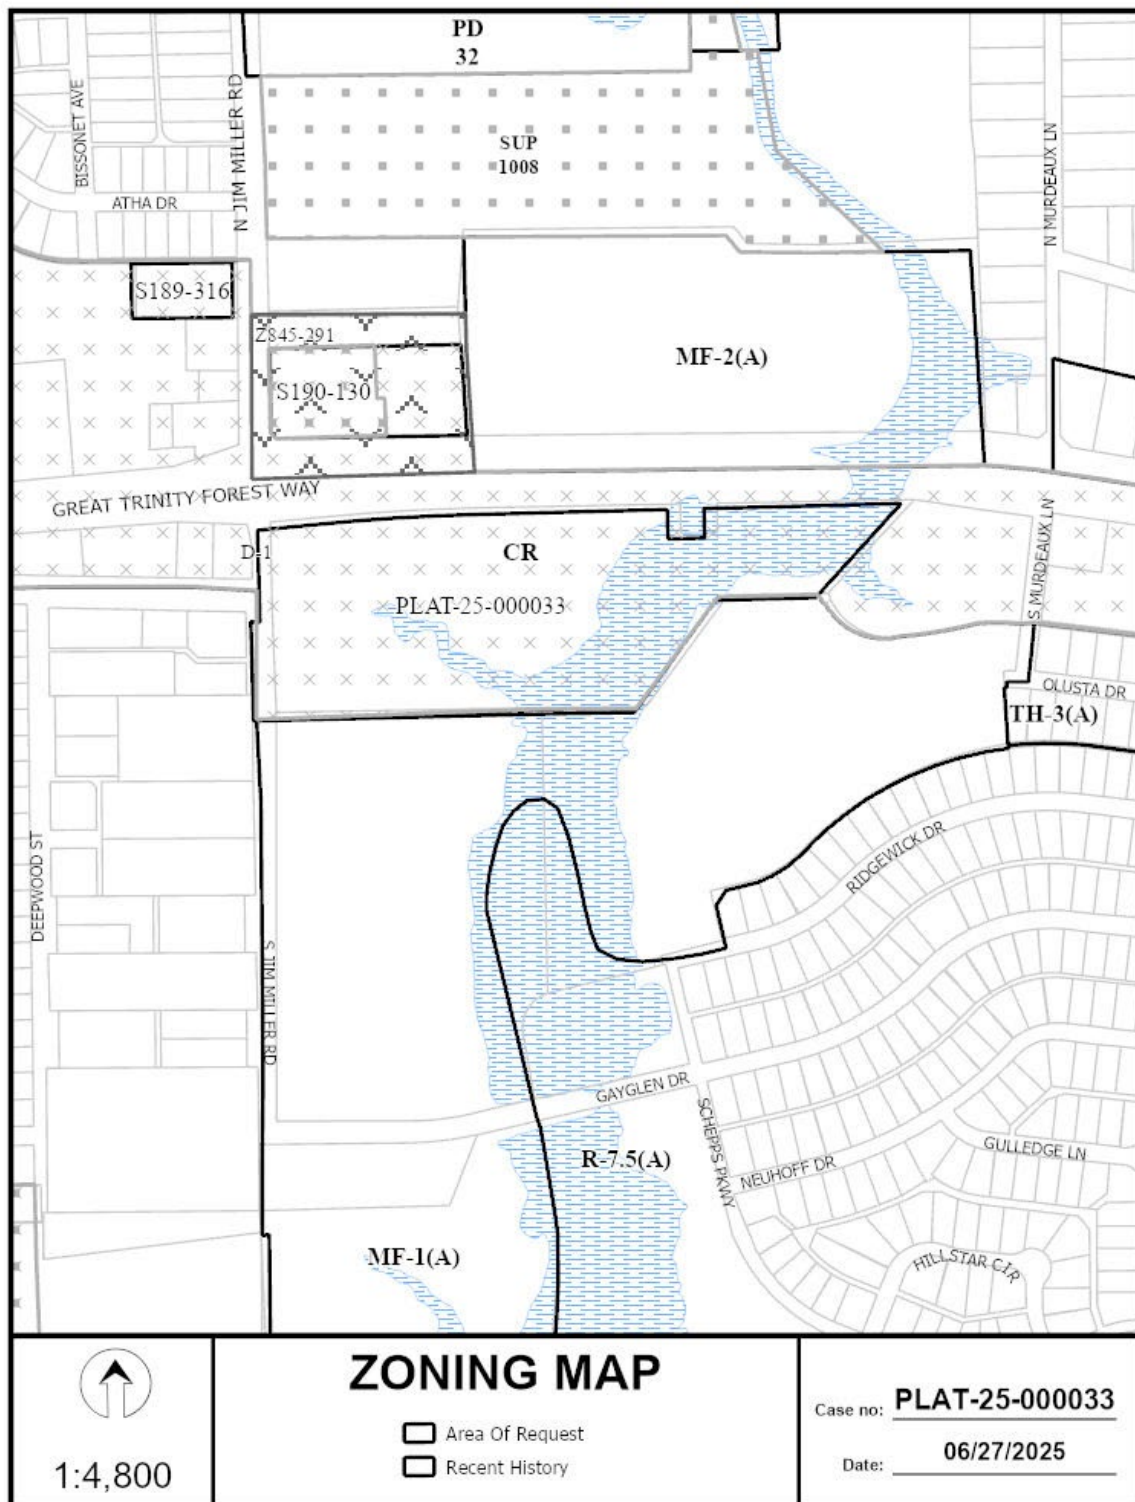 PD
32
BISSONET AVE
N JIM MILLER RD
SUP
1008
N MURDEAUX LN
ATHA DR
S189-316
Z845-291
MF-2(A)
S190-130
GREAT TRINITY FOREST WAY
D-1
CR
S MURDEAUX LN
PLAT-25-000033
OLUSTA DR
TH-3(A)
DEEPWOOD ST
RIDGEWICK DR
S JIM MILLER RD
GAYGLEN DR
SCHEPPS PKWY
GULLEDGE LN
R-7.5(A)
NEUHOFF DR
MF-1(A)
HILLSTAR CIR
1:4,800
ZONING MAP
Area Of Request
Recent History
Case no: PLAT-25-000033
Date: 06/27/2025